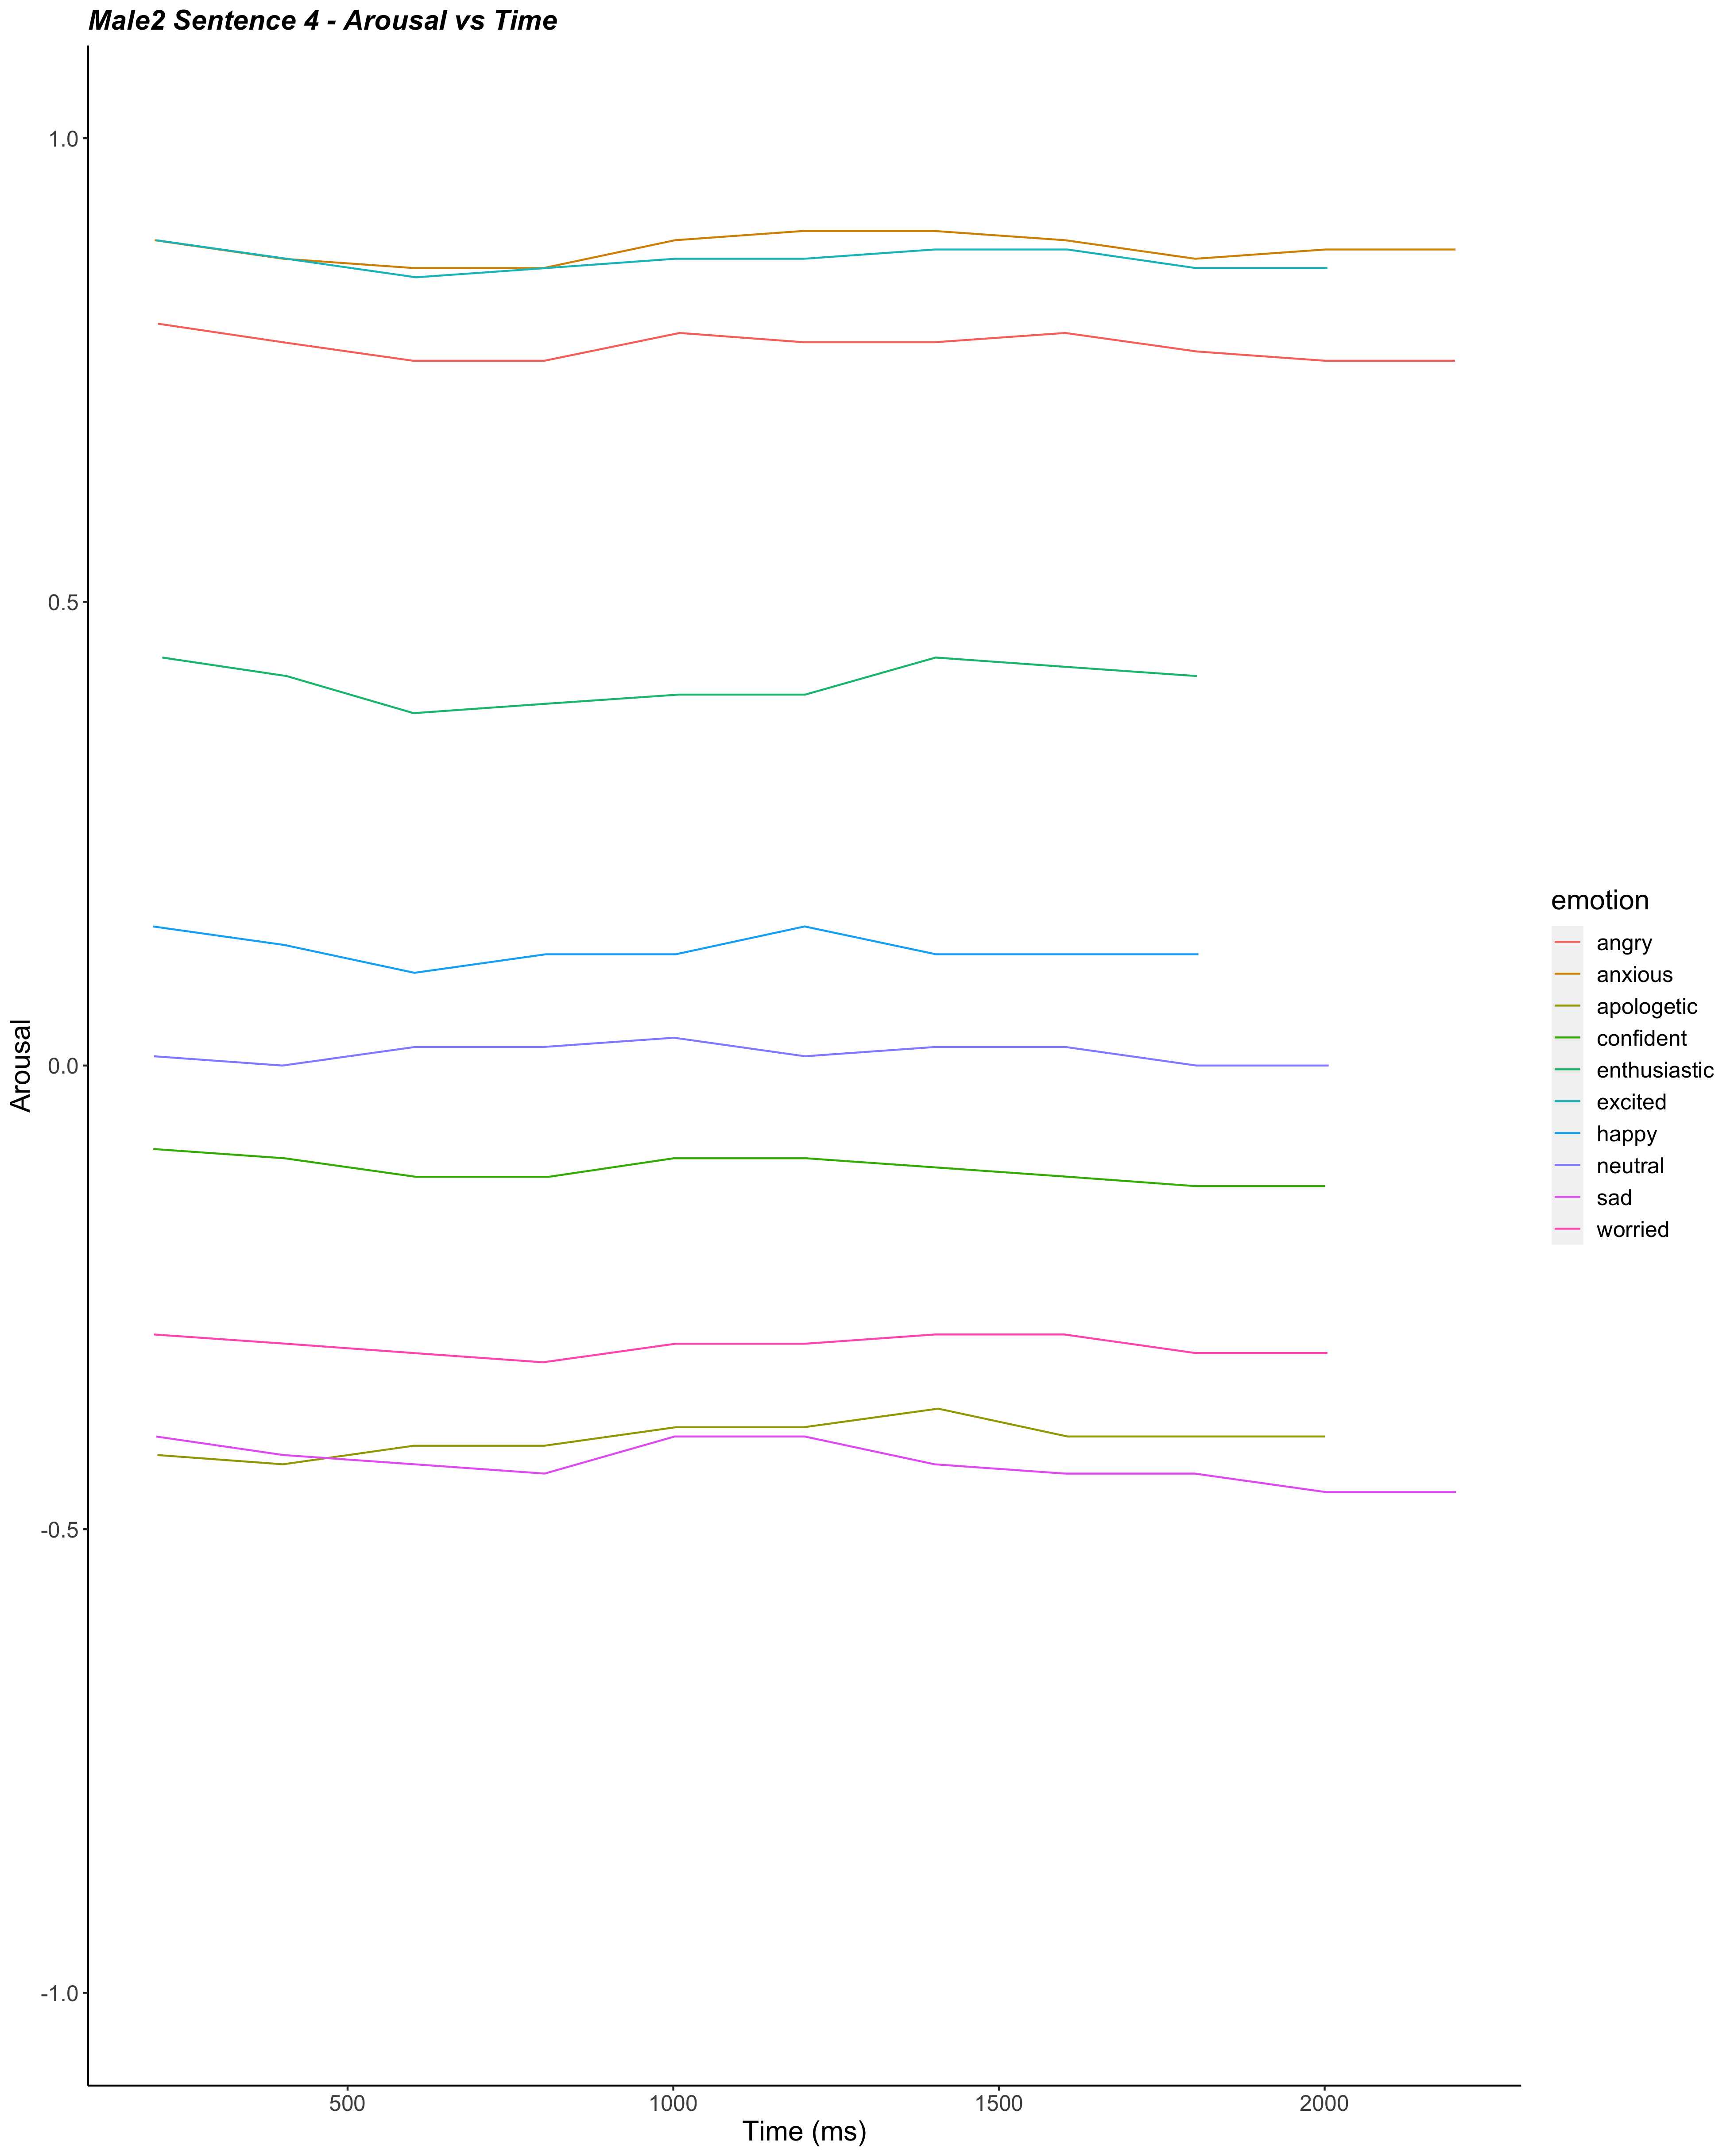 Male2 Sentence 4 - Arousal vs Time
1.0
0.5
0.0
-0.5
-1.0
Arousal
500
1000
1500
2000
Time (ms)
emotion
angry
anxious
apologetic
confident
enthusiastic
excited
happy
neutral
sad
worried